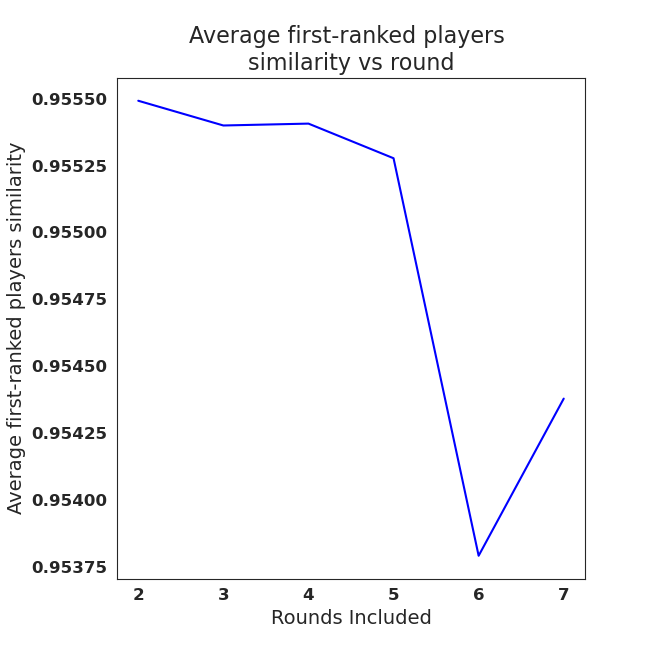 Average first-ranked players
similarity vs round
Average first-ranked players similarity
0.95550
0.95525
0.95500
0.95475
0.95450
0.95425
0.95400
0.95375
2 3 4 5 6 7
Rounds Included